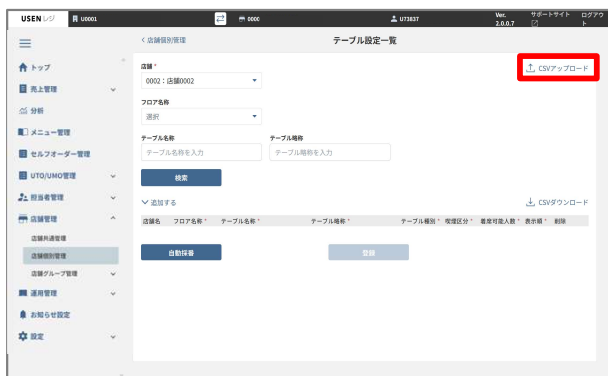 USEN レジ U0001 0000 U73837 Ver. 2.0.0.7 サポートサイト ログアウト
トップ
売上管理
分析
メニュー管理
セルフオーダー管理
UTO/UMO管理
担当者管理
店舗管理
店舗共通管理
店舗個別管理
店舗グループ管理
運用管理
お知らせ設定
設定
< 店舗個別管理
テーブル設定一覧
CSVアップロード
店舗 *
0002：店舗0002
フロア名称
選択
テーブル名称 テーブル略称
テーブル名称を入力 テーブル略称を入力
検索
追加する
CSVダウンロード
店舗名 フロア名称 * テーブル名称 * テーブル略称 * テーブル種別 * 喫煙区分 * 着席可能人数 * 表示順 * 削除
自動採番 登録